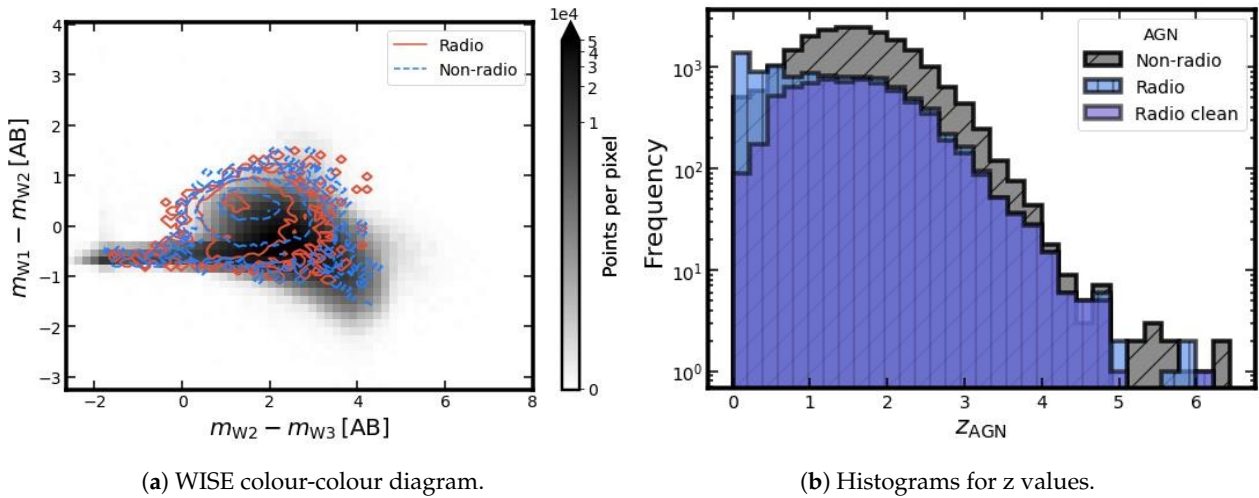 1e4
4
3
2
1
0
−1
−2
−3
−2
0
2
4
6
8
m_W1 − m_W2 [AB]
m_W2 − m_W3 [AB]
Radio
Non-radio
5
4
3
2
1
0
Points per pixel
10^3
10^2
10^1
10^0
Frequency
AGN
Non-radio
Radio
Radio clean
0
1
2
3
4
5
6
z_AGN
(a) WISE colour-colour diagram.
(b) Histograms for z values.